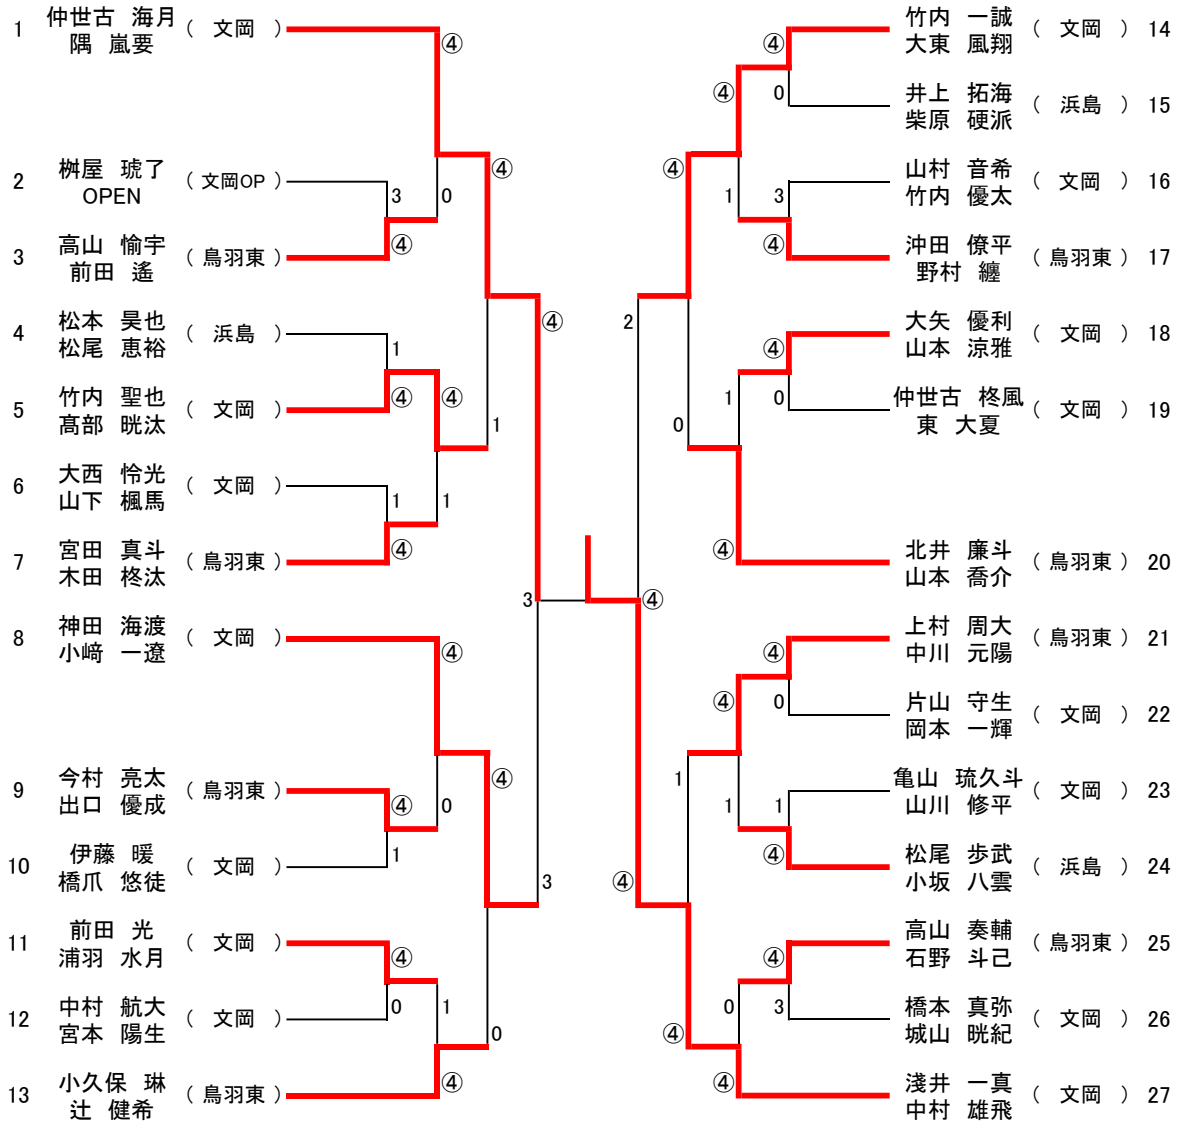 1 仲世古 海月 ( 文岡 )
隅 嵐要
④
2 桝屋 琥了 ( 文岡OP )
OPEN
3
0
④
3 高山 愉宇 ( 鳥羽東 )
前田 遙
④
4 松本 昊也 ( 浜島 )
松尾 恵裕
1
④
5 竹内 聖也 ( 文岡 )
髙部 晄汰
④
④
1
6 大西 怜光 ( 文岡 )
山下 楓馬
1
1
7 宮田 真斗 ( 鳥羽東 )
木田 柊汰
④
3
8 神田 海渡 ( 文岡 )
小﨑 一遼
④
④
9 今村 亮太 ( 鳥羽東 )
出口 優成
④
0
10 伊藤 暖 ( 文岡 )
橋爪 悠徒
1
3
11 前田 光 ( 文岡 )
浦羽 水月
④
12 中村 航大 ( 文岡 )
宮本 陽生
0
1
0
13 小久保 琳 ( 鳥羽東 )
辻 健希
④
竹内 一誠 ( 文岡 ) 14
大東 風翔
④
④
0
井上 拓海 ( 浜島 ) 15
柴原 硬派
④
山村 音希 ( 文岡 ) 16
竹内 優太
1
3
沖田 僚平 ( 鳥羽東 ) 17
野村 纏
④
2
大矢 優利 ( 文岡 ) 18
山本 涼雅
④
0
1
0
仲世古 柊風 ( 文岡 ) 19
東 大夏
④
北井 廉斗 ( 鳥羽東 ) 20
山本 喬介
④
上村 周大 ( 鳥羽東 ) 21
中川 元陽
④
④
0
片山 守生 ( 文岡 ) 22
岡本 一輝
1
亀山 琉久斗 ( 文岡 ) 23
山川 修平
1
1
松尾 歩武 ( 浜島 ) 24
小坂 八雲
④
④
高山 奏輔 ( 鳥羽東 ) 25
石野 斗己
④
0
3
橋本 真弥 ( 文岡 ) 26
城山 晄紀
④
淺井 一真 ( 文岡 ) 27
中村 雄飛
④